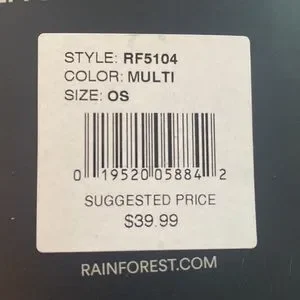 STYLE: RF5104
COLOR: MULTI
SIZE: OS
0 19520 05884 2
SUGGESTED PRICE
$39.99
RAINFOREST.COM